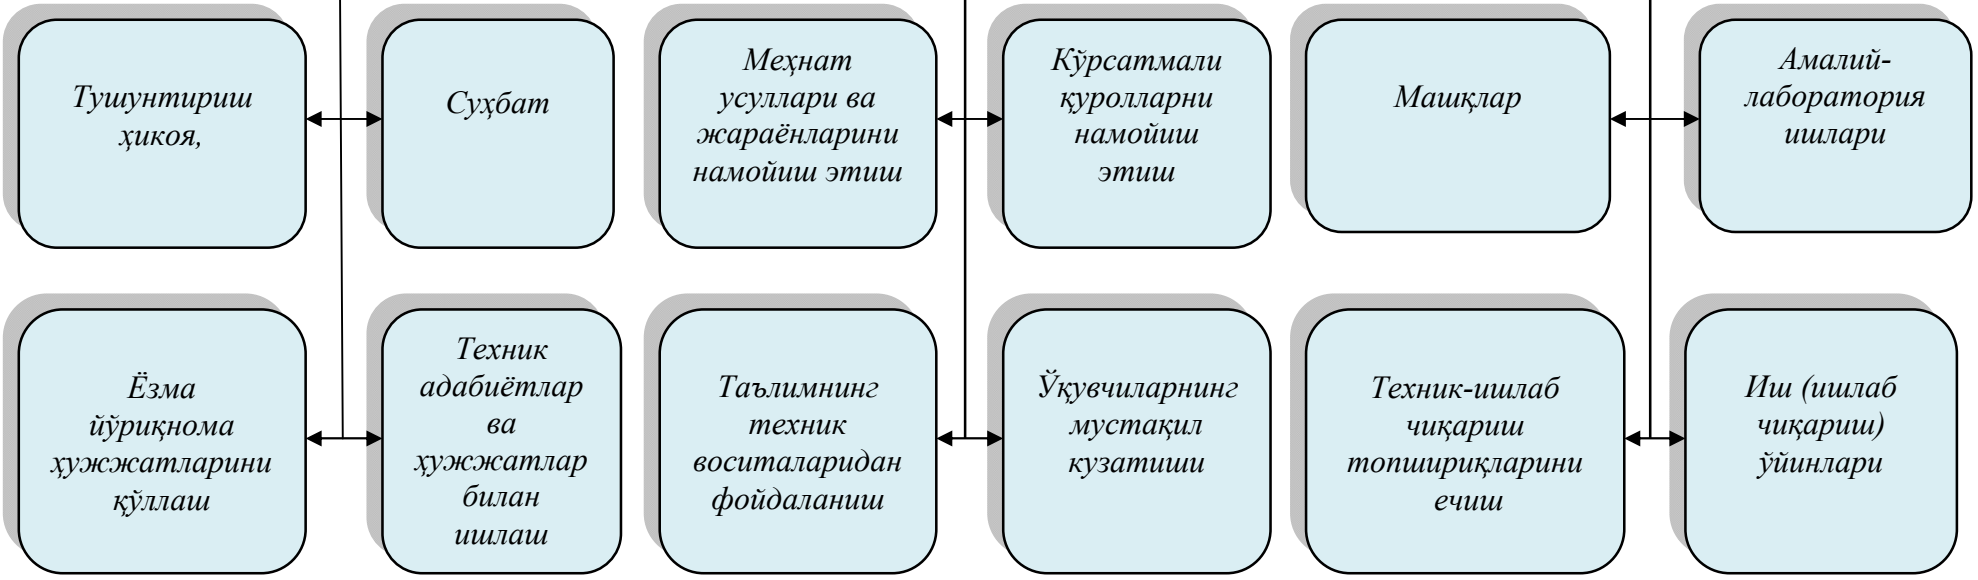 Тушунтириш
ҳикоя,
Суҳбат
Меҳнат
усуллари ва
жараёнларини
намойиш этиш
Кўрсатмали
қуролларни
намойиш
этиш
Машқлар
Амалий-
лаборатория
ишлари
Ёзма
йўриқнома
ҳужжатларини
қўллаш
Техник
адабиётлар
ва
ҳужжатлар
билан
ишлаш
Таълимнинг
техник
воситаларидан
фойдаланиш
Ўқувчиларнинг
мустақил
кузатиши
Техник-ишлаб
чиқариш
топшириқларини
ечиш
Иш (ишлаб
чиқариш)
ўйинлари